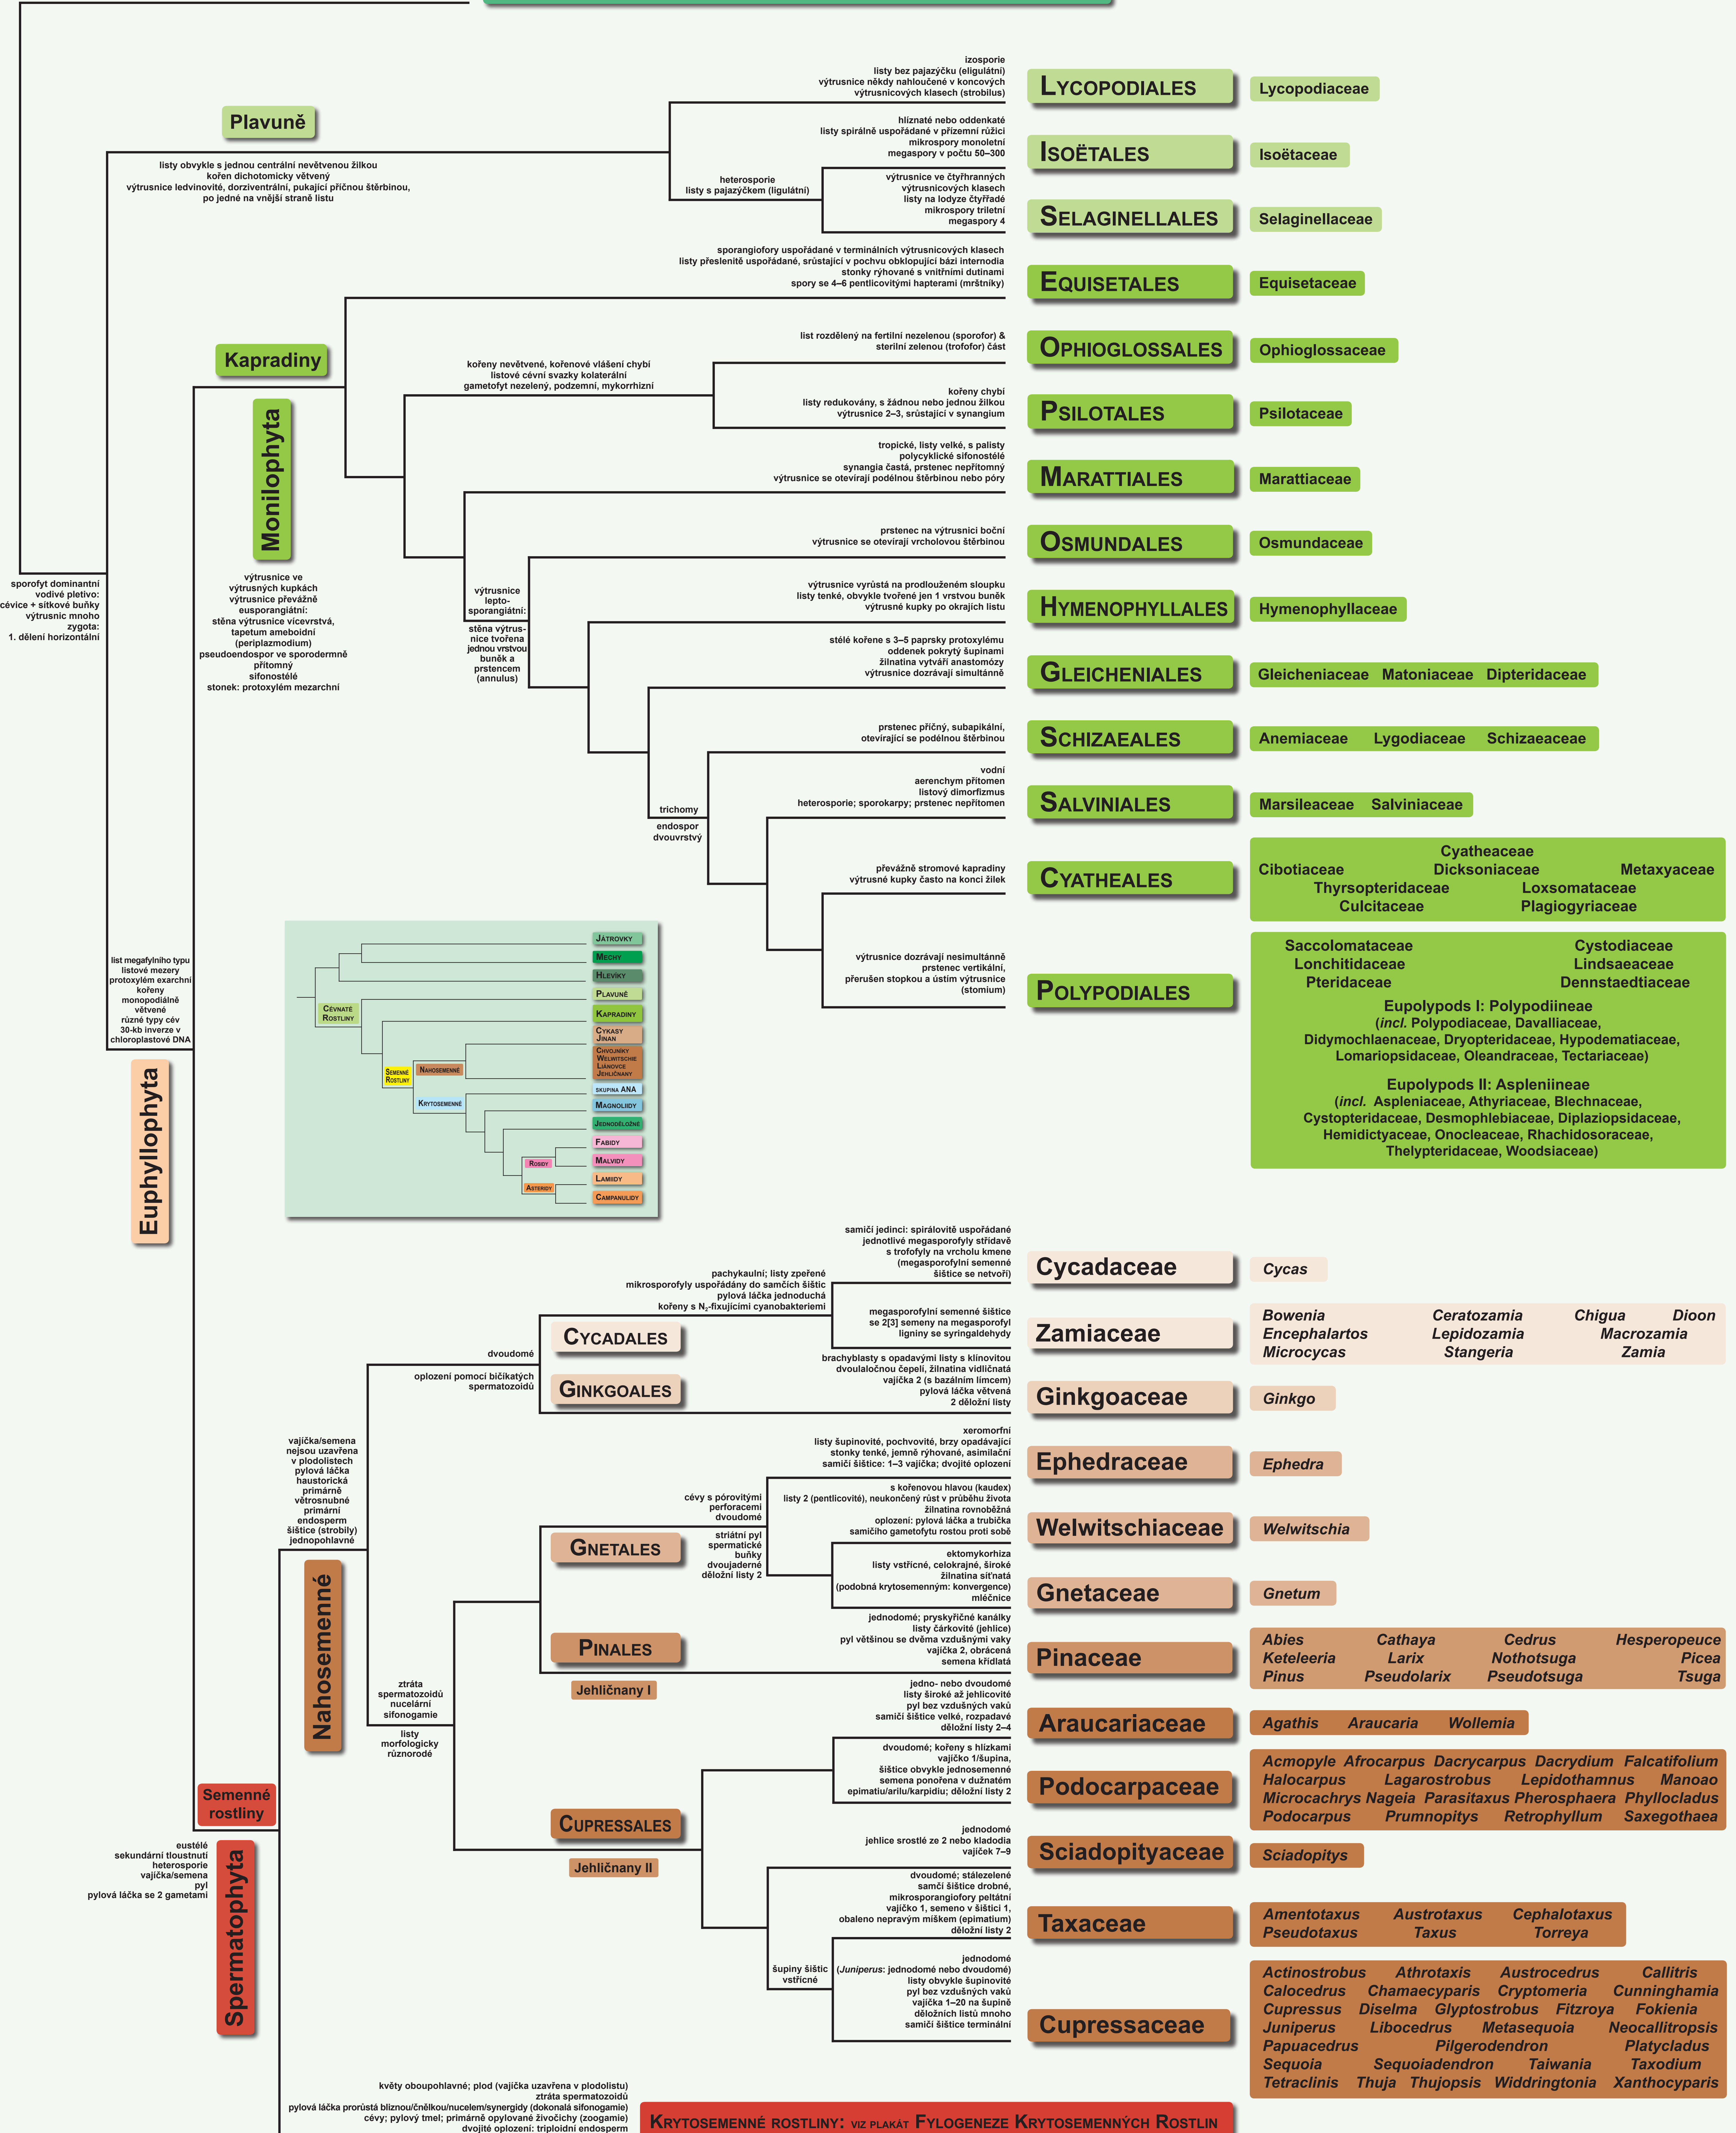 izosporie
listy bez pajazýčku (eligulátní)
výtrusnice někdy nahloučené v koncových
výtrusnicových klasech (strobilus)
LYCOPODIALES
Lycopodiaceae
Plavuně
listy obvykle s jednou centrální nevětvenou žilkou
kořen dichotomicky větvený
výtrusnice ledvinovité, dorziventrální, pukající příčnou štěrbinou,
po jedné na vnější straně listu
hlíznaté nebo oddenkaté
listy spirálně uspořádané v přízemní růžici
mikrospory monoletní
megaspory v počtu 50–300
ISOËTALES
Isoëtaceae
heterosporie
listy s pajazýčkem (ligulátní)
výtrusnice ve čtyřhranných
výtrusnicových klasech
listy na lodyze čtyřřadé
mikrospory triletní
megaspory 4
SELAGINELLALES
Selaginellaceae
sporangiofory uspořádané v terminálních výtrusnicových klasech
listy přeslenitě uspořádané, srůstající v pochvu obklopující bázi internodia
stonky rýhované s vnitřními dutinami
spory se 4–6 pentlicovitými hapterami (mrštníky)
EQUISETALES
Equisetaceae
Kapradiny
Monilophyta
výtrusnice ve
výtrusných kupkách
výtrusnice převážně
eusporangiátní:
stěna výtrusnice vícevrstvá,
tapetum ameboidní
(periplazmodium)
pseudoendospor ve sporodermně
přítomný
sifonostélé
stonek: protoxylém mezarchní
list rozdělený na fertilní nezelenou (sporofor) &
sterilní zelenou (trofofor) část
OPHIOGLOSSALES
Ophioglossaceae
kořeny nevětvené, kořenové vlášení chybí
listové cévní svazky kolaterální
gametofyt nezelený, podzemní, mykorrhizní
kořeny chybí
listy redukovány, s žádnou nebo jednou žilkou
výtrusnice 2–3, srůstající v synangium
PSILOTALES
Psilotaceae
tropické, listy velké, s palisty
polycyklické sifonostélé
synangia častá, prstenec nepřítomný
výtrusnice se otevírají podélnou štěrbinou nebo póry
MARATTIALES
Marattiaceae
prstenec na výtrusnici boční
výtrusnice se otevírají vrcholovou štěrbinou
OSMUNDALES
Osmundaceae
sporofyt dominantní
vodivé pletivo:
cévice + sítkové buňky
výtrusnic mnoho
zygota:
1. dělení horizontální
výtrusnice
lepto-
sporangiátní:
stěna výtrus-
nice tvořena
jednou vrstvou
buněk a
prstencem
(annulus)
výtrusnice vyrůstá na prodlouženém sloupku
listy tenké, obvykle tvořené jen 1 vrstvou buněk
výtrusné kupky po okrajích listu
HYMENOPHYLLALES
Hymenophyllaceae
stélé kořene s 3–5 paprsky protoxylému
oddenek pokrytý šupinami
žilnatina vytváří anastomózy
výtrusnice dozrávají simultánně
GLEICHENIALES
Gleicheniaceae Matoniaceae Dipteridaceae
prstenec příčný, subapikální,
otevírající se podélnou štěrbinou
SCHIZAEALES
Anemiaceae Lygodiaceae Schizaeaceae
trichomy
endospor
dvouvrstvý
vodní
aerenchym přítomen
listový dimorfizmus
heterosporie; sporokarpy; prstenec nepřítomen
SALVINIALES
Marsileaceae Salviniaceae
převážně stromové kapradiny
výtrusné kupky často na konci žilek
CYATHEALES
Cyatheaceae
Cibotiaceae Dicksoniaceae Metaxyaceae
Thyrsopteridaceae Loxsomataceae
Culcitaceae Plagiogyriaceae
výtrusnice dozrávají nesimultánně
prstenec vertikální,
přerušen stopkou a ústím výtrusnice
(stomium)
POLYPODIALES
Saccolomataceae Cystodiaceae
Lonchitidaceae Lindsaeaceae
Pteridaceae Dennstaedtiaceae
Eupolypods I: Polypodiineae
(incl. Polypodiaceae, Davalliaceae,
Didymochlaenaceae, Dryopteridaceae, Hypodematiaceae,
Lomariopsidaceae, Oleandraceae, Tectariaceae)
Eupolypods II: Aspleniineae
(incl. Aspleniaceae, Athyriaceae, Blechnaceae,
Cystopteridaceae, Desmophlebiaceae, Diplaziopsidaceae,
Hemidictyaceae, Onocleaceae, Rhachidosoraceae,
Thelypteridaceae, Woodsiaceae)
list megafylního typu
listové mezery
protoxylém exarchní
kořeny
monopodiálně
větvené
různé typy cév
30-kb inverze v
chloroplastové DNA
Euphyllophyta
JÁTROVKY
MECHY
HLEVÍKY
PLAVUNĚ
CÉVNATÉ
ROSTLINY
KAPRADINY
CYKASY
JINAN
CHVOJNÍKY
WELWITSCHIE
LIÁNOVCE
JEHLIČNANY
SEMENNÉ
ROSTLINY
NAHOSEMENNÉ
SKUPINA ANA
KRYTOSEMENNÉ
MAGNOLIIDY
JEDNODĚLOŽNÉ
FABIDY
ROSIDY
MALVIDY
LAMIIDY
ASTERIDY
CAMPANULIDY
samičí jedinci: spirálovitě uspořádané
jednotlivé megasporofyly střídavě
s trofofyly na vrcholu kmene
(megasporofylní semenné
šištice se netvoří)
Cycadaceae
Cycas
pachykaulní; listy zpeřené
mikrosporofyly uspořádány do samčích šištic
pylová láčka jednoduchá
kořeny s N₂-fixujícími cyanobakteriemi
CYCADALES
megasporofylní semenné šištice
se 2[3] semeny na megasporofyl
ligniny se syringaldehydy
Zamiaceae
Bowenia Ceratozamia Chigua Dioon
Encephalartos Lepidozamia Macrozamia
Microcycas Stangeria Zamia
dvoudomé
oplození pomocí bičíkatých
spermatozoidů
GINKGOALES
brachyblasty s opadavými listy s klínovitou
dvoulaločnou čepelí, žilnatina vidličnatá
vajíčka 2 (s bazálním límcem)
pylová láčka větvená
2 děložní listy
Ginkgoaceae
Ginkgo
vajíčka/semena
nejsou uzavřena
v plodolistech
pylová láčka
haustorická
primárně
větrosnubné
primární
endosperm
šištice (strobily)
jednopohlavné
Nahosemenné
xeromorfní
listy šupinovité, pochvovité, brzy opadávající
stonky tenké, jemně rýhované, asimilační
samičí šištice: 1–3 vajíčka; dvojité oplození
Ephedraceae
Ephedra
cévy s pórovitými
perforacemi
dvoudomé
striátní pyl
spermatické
buňky
dvoujaderné
děložní listy 2
GNETALES
s kořenovou hlavou (kaudex)
listy 2 (pentlicovité), neukončený růst v průběhu života
žilnatina rovnoběžná
oplození: pylová láčka a trubička
samičího gametofytu rostou proti sobě
Welwitschiaceae
Welwitschia
ektomykorhiza
listy vstřícné, celokrajné, široké
žilnatina síťnatá
(podobná krytosemenným: konvergence)
mléčnice
Gnetaceae
Gnetum
PINALES
Jehličnany I
jednodomé; pryskyřičné kanálky
listy čárkovité (jehlice)
pyl většinou se dvěma vzdušnými vaky
vajíčka 2, obrácená
semena křídlatá
Pinaceae
Abies Cathaya Cedrus Hesperopeuce
Keteleeria Larix Nothotsuga Picea
Pinus Pseudolarix Pseudotsuga Tsuga
ztráta
spermatozoidů
nucelární
sifonogamie
listy
morfologicky
různorodé
jedno- nebo dvoudomé
listy široké až jehlicovité
pyl bez vzdušných vaků
samičí šištice velké, rozpadavé
děložní listy 2–4
Araucariaceae
Agathis Araucaria Wollemia
dvoudomé; kořeny s hlízkami
vajíčko 1/šupina,
šištice obvykle jednosemenné
semena ponořena v dužnatém
epimatiu/arilu/karpidiu; děložní listy 2
Podocarpaceae
Acmopyle Afrocarpus Dacrycarpus Dacrydium Falcatifolium
Halocarpus Lagarostrobus Lepidothamnus Manoao
Microcachrys Nageia Parasitaxus Pherosphaera Phyllocladus
Podocarpus Prumnopitys Retrophyllum Saxegothaea
CUPRESSALES
Jehličnany II
jednodomé
jehlice srostlé ze 2 nebo kladodia
vajíček 7–9
Sciadopityaceae
Sciadopitys
Semenné
rostliny
eustélé
sekundární tloustnutí
heterosporie
vajíčka/semena
pyl
pylová láčka se 2 gametami
Spermatophyta
dvoudomé; stálezelené
samčí šištice drobné,
mikrosporangiofory peltátní
vajíčko 1, semeno v šištici 1,
obaleno nepravým míškem (epimatium)
děložní listy 2
Taxaceae
Amentotaxus Austrotaxus Cephalotaxus
Pseudotaxus Taxus Torreya
šupiny šištic
vstřícné
jednodomé
(Juniperus: jednodomé nebo dvoudomé)
listy obvykle šupinovité
pyl bez vzdušných vaků
vajíčka 1–20 na šupině
děložních listů mnoho
samičí šištice terminální
Cupressaceae
Actinostrobus Athrotaxis Austrocedrus Callitris
Calocedrus Chamaecyparis Cryptomeria Cunninghamia
Cupressus Diselma Glyptostrobus Fitzroya Fokienia
Juniperus Libocedrus Metasequoia Neocallitropsis
Papuacedrus Pilgerodendron Platycladus
Sequoia Sequoiadendron Taiwania Taxodium
Tetraclinis Thuja Thujopsis Widdringtonia Xanthocyparis
květy oboupohlavné; plod (vajíčka uzavřena v plodolistu)
ztráta spermatozoidů
pylová láčka prorůstá bliznou/čnělkou/nucelem/synergidy (dokonalá sifonogamie)
cévy; pylový tmel; primárně opylované živočichy (zoogamie)
dvojité oplození: triploidní endosperm
KRYTOSEMENNÉ ROSTLINY: VIZ PLAKÁT FYLOGENEZE KRYTOSEMENNÝCH ROSTLIN